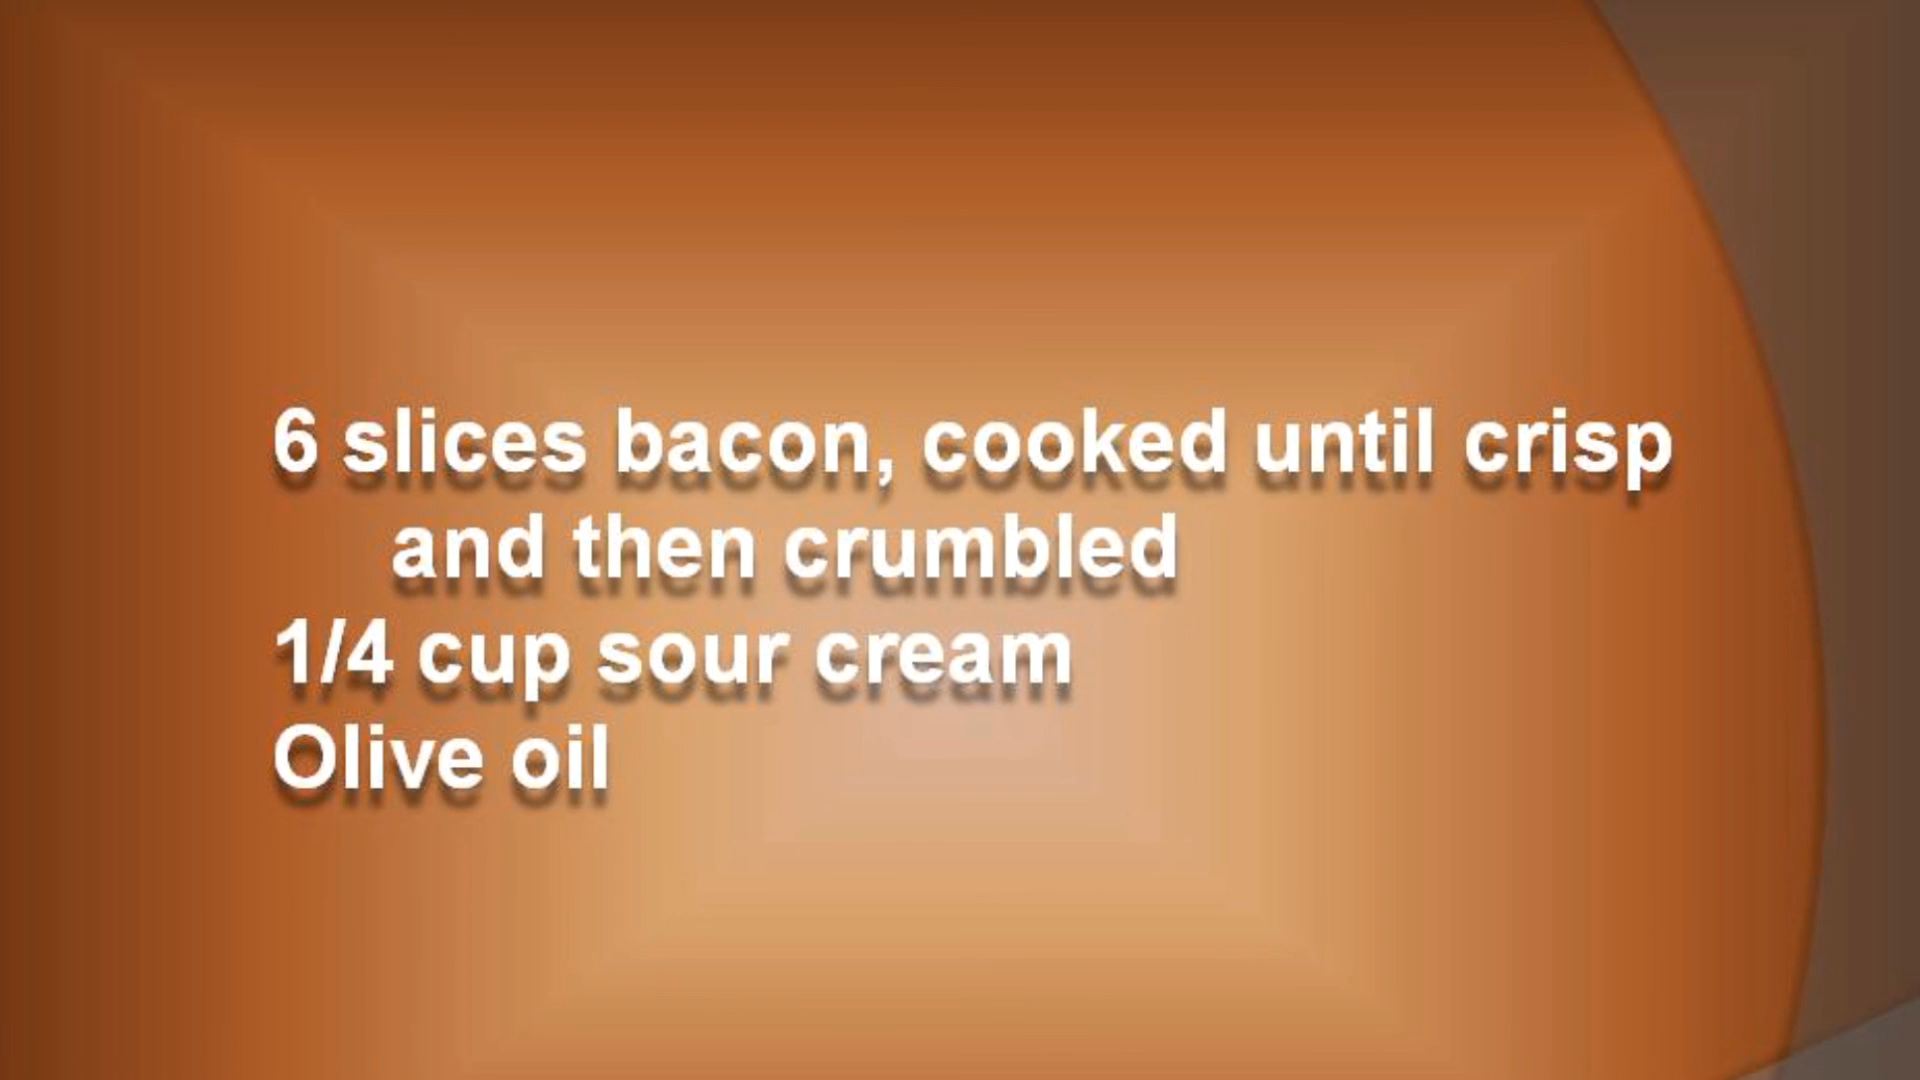 6 slices bacon, cooked until crisp
and then crumbled
1/4 cup sour cream
Olive oil